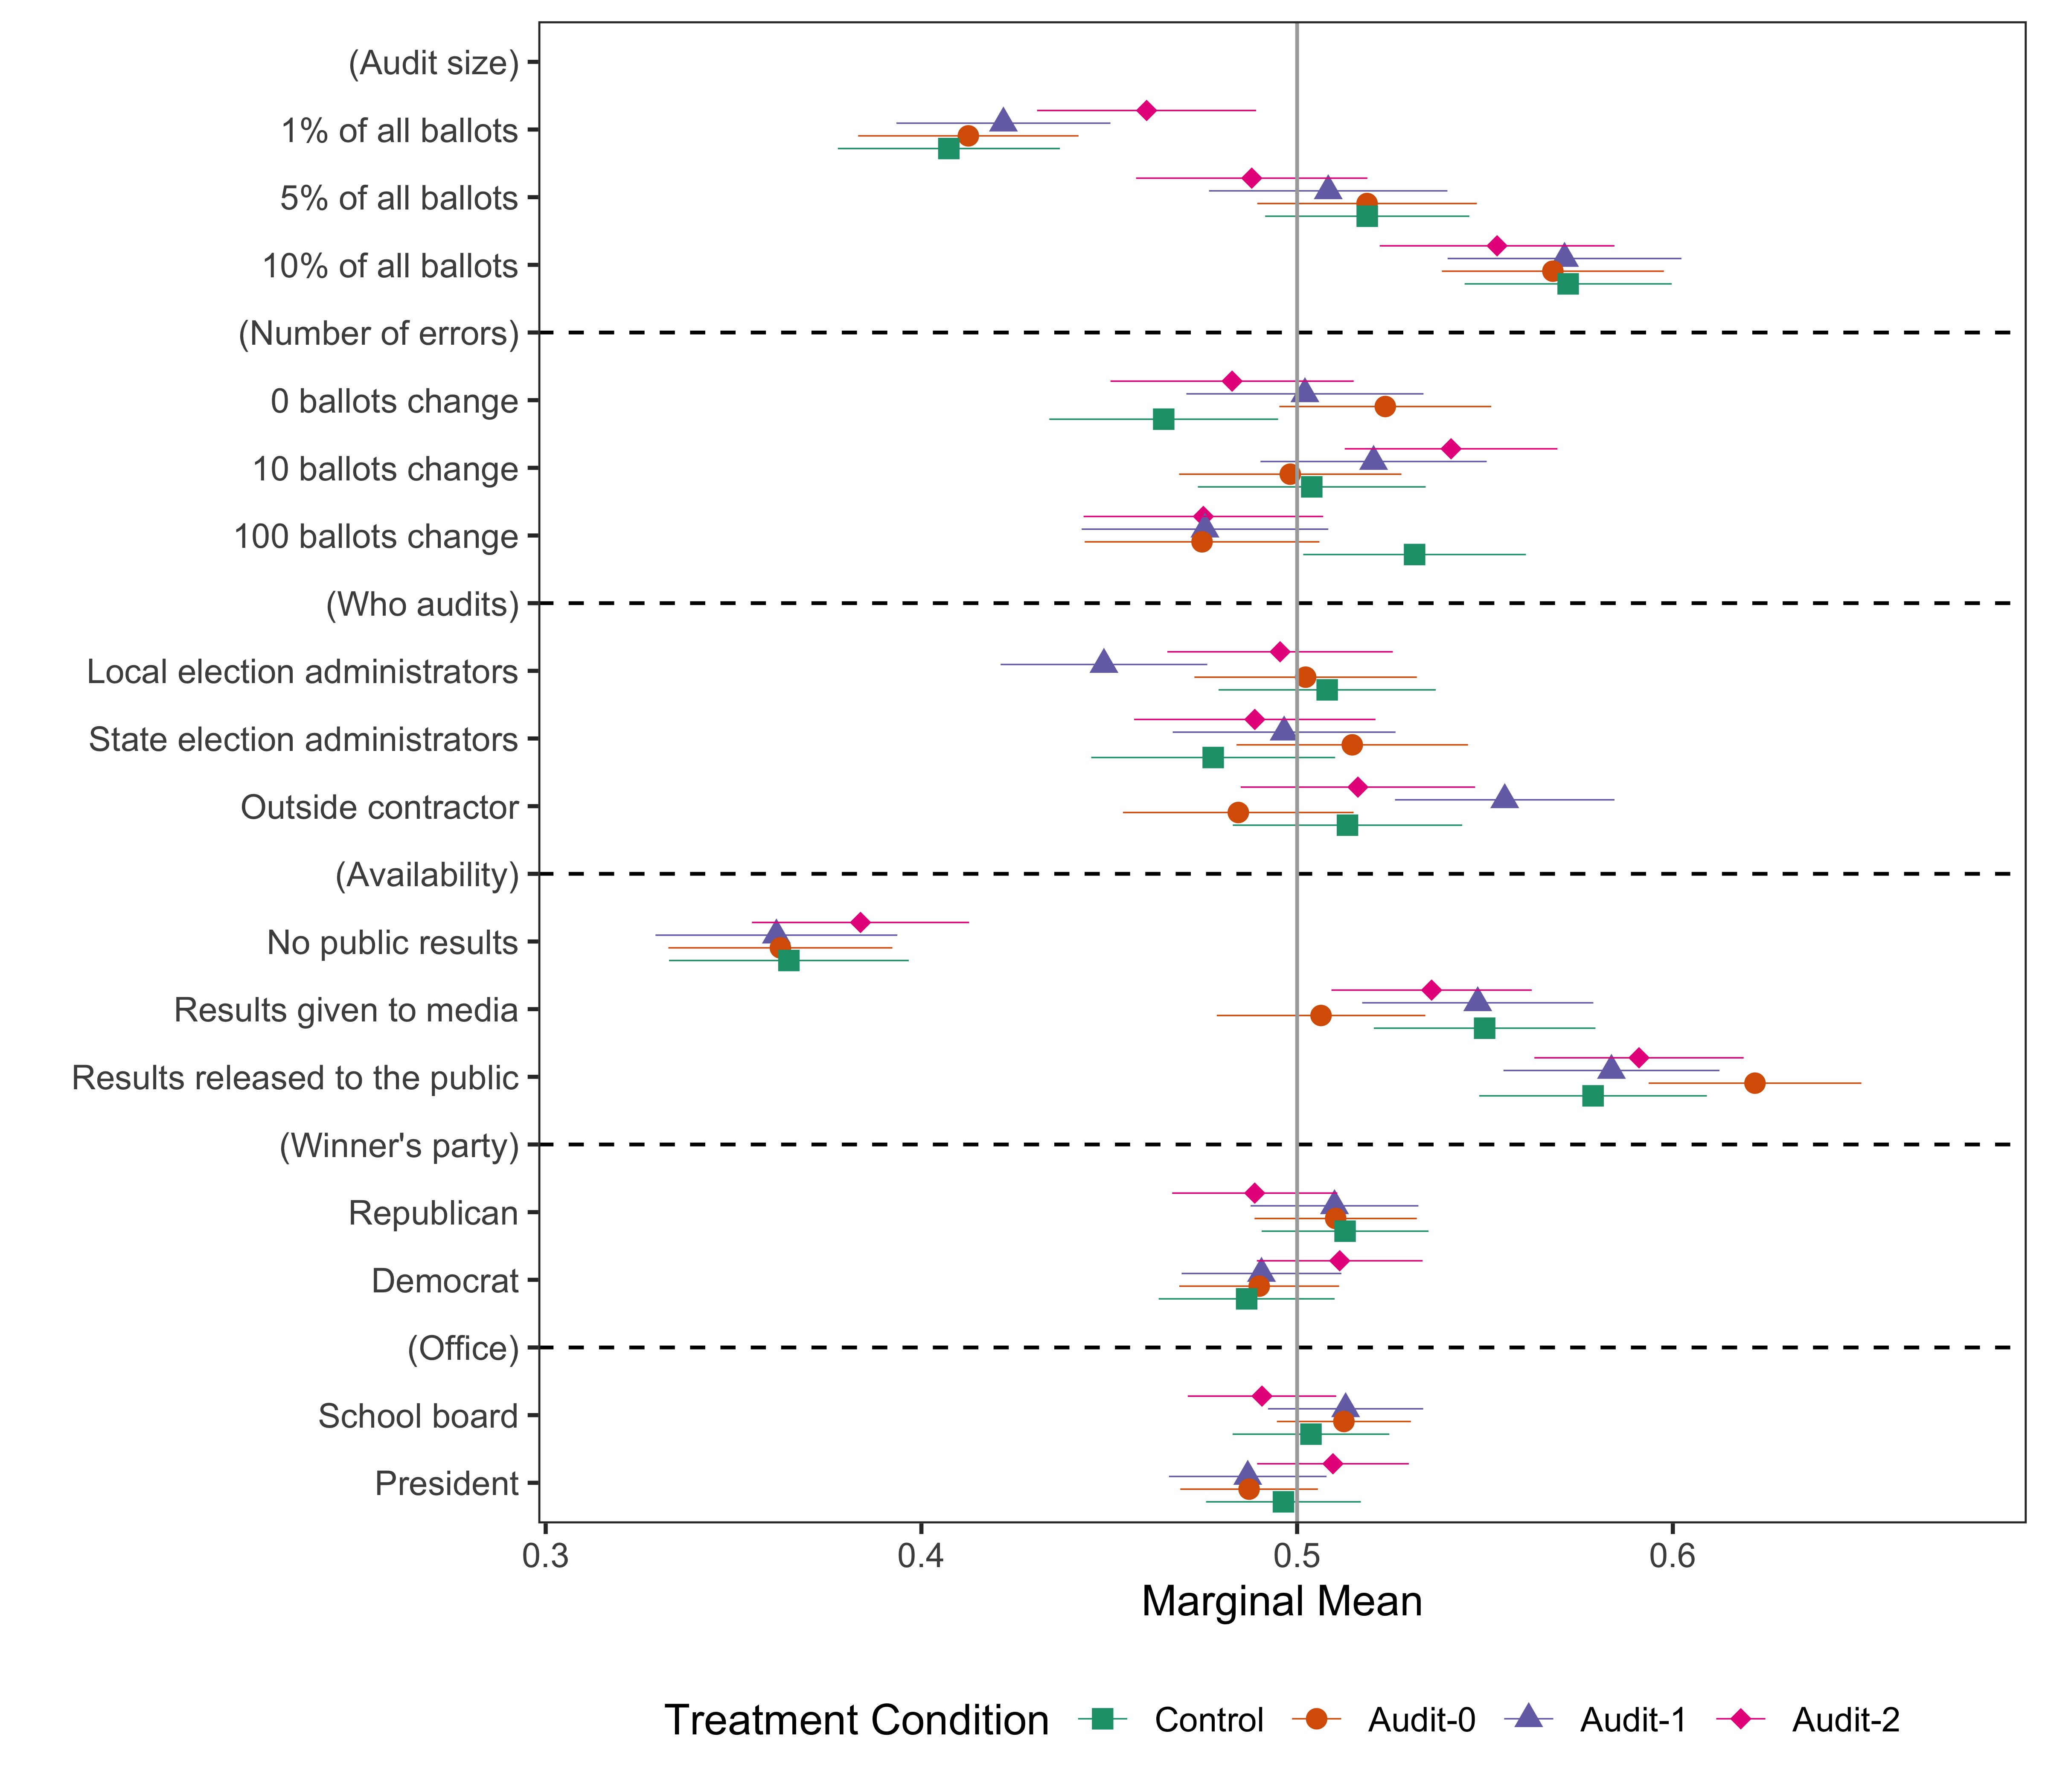 (Audit size)
1% of all ballots
5% of all ballots
10% of all ballots
(Number of errors)
0 ballots change
10 ballots change
100 ballots change
(Who audits)
Local election administrators
State election administrators
Outside contractor
(Availability)
No public results
Results given to media
Results released to the public
(Winner's party)
Republican
Democrat
(Office)
School board
President
0.3 0.4 0.5 0.6
Marginal Mean
Treatment Condition Control Audit-0 Audit-1 Audit-2